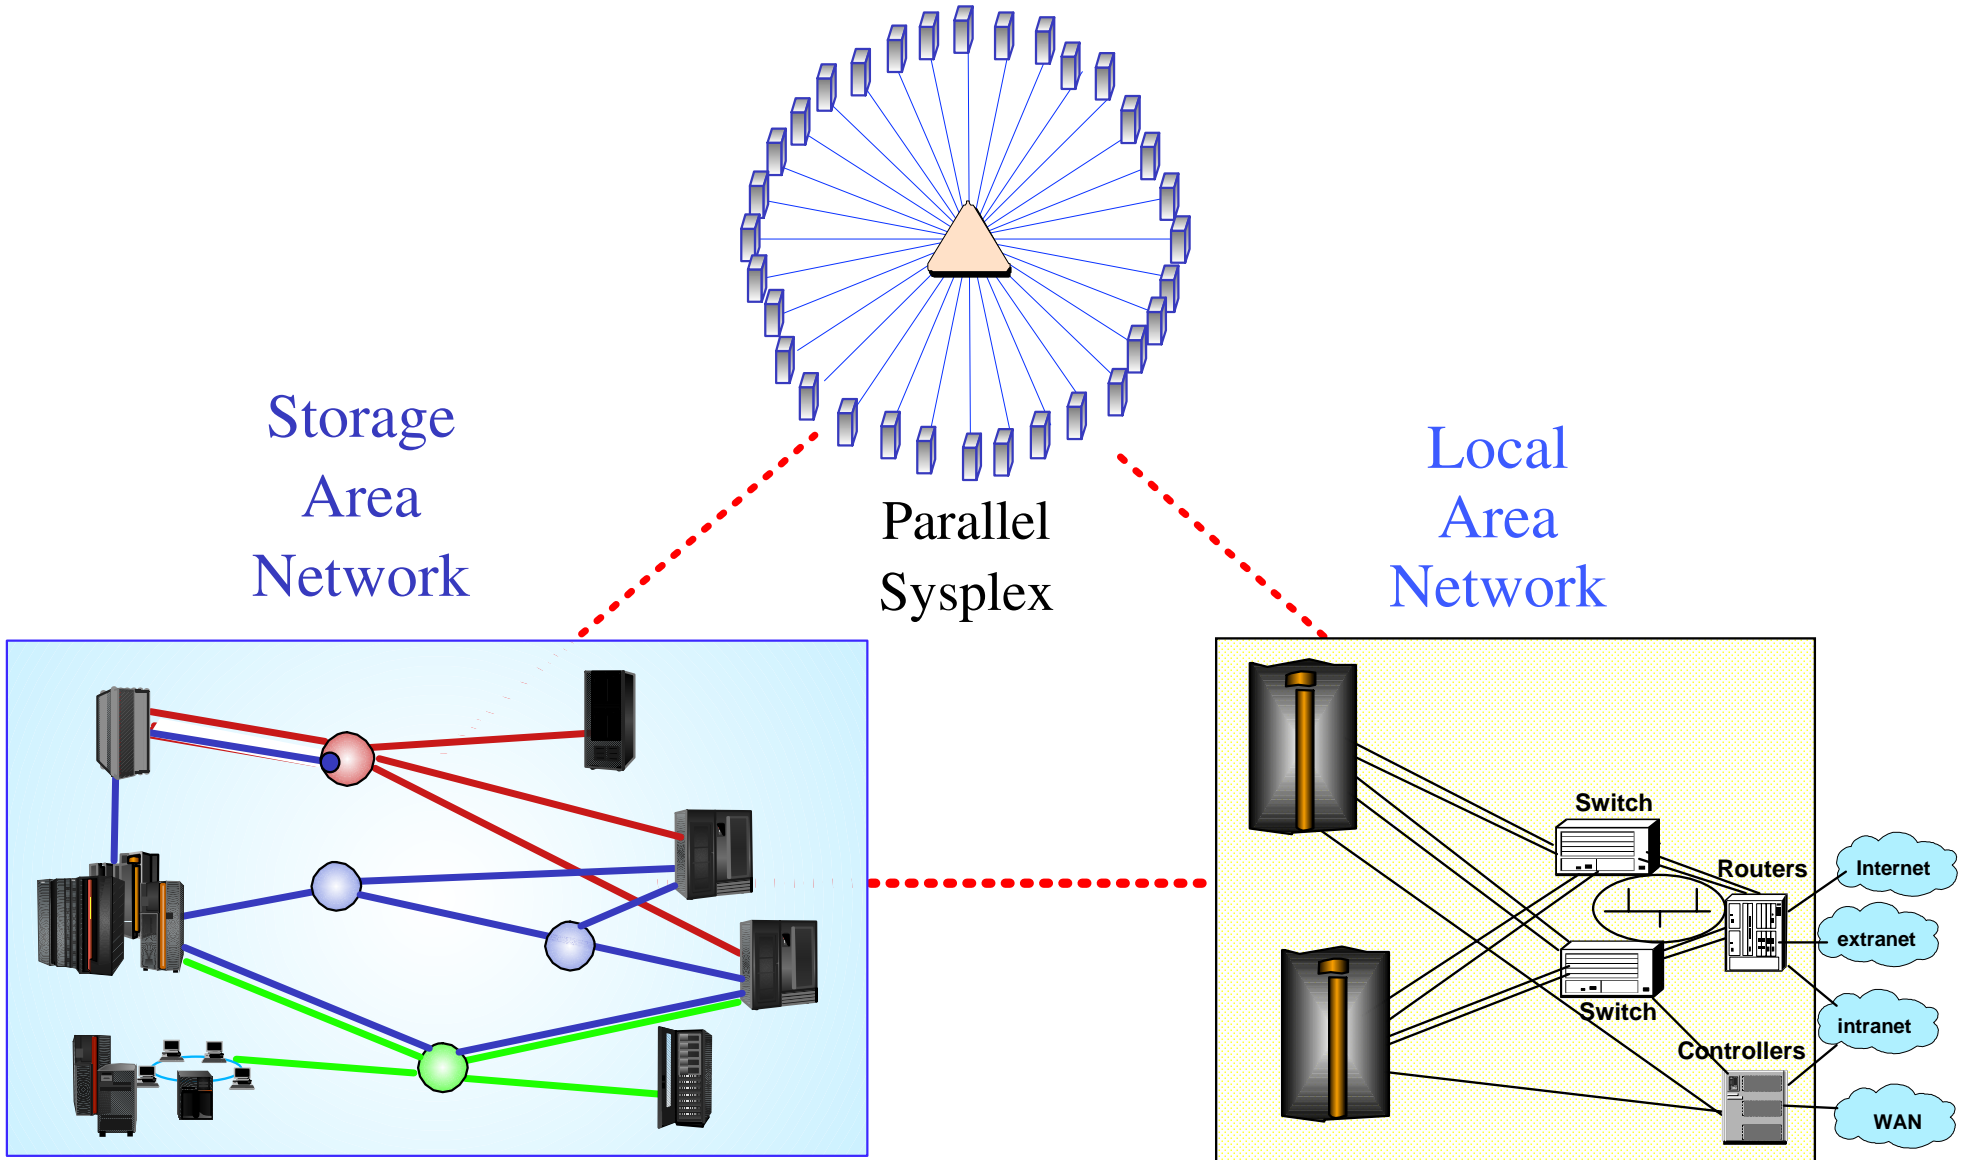 Storage
Area
Network
Parallel
Sysplex
Local
Area
Network
Switch
Routers
Internet
extranet
Switch
intranet
Controllers
WAN